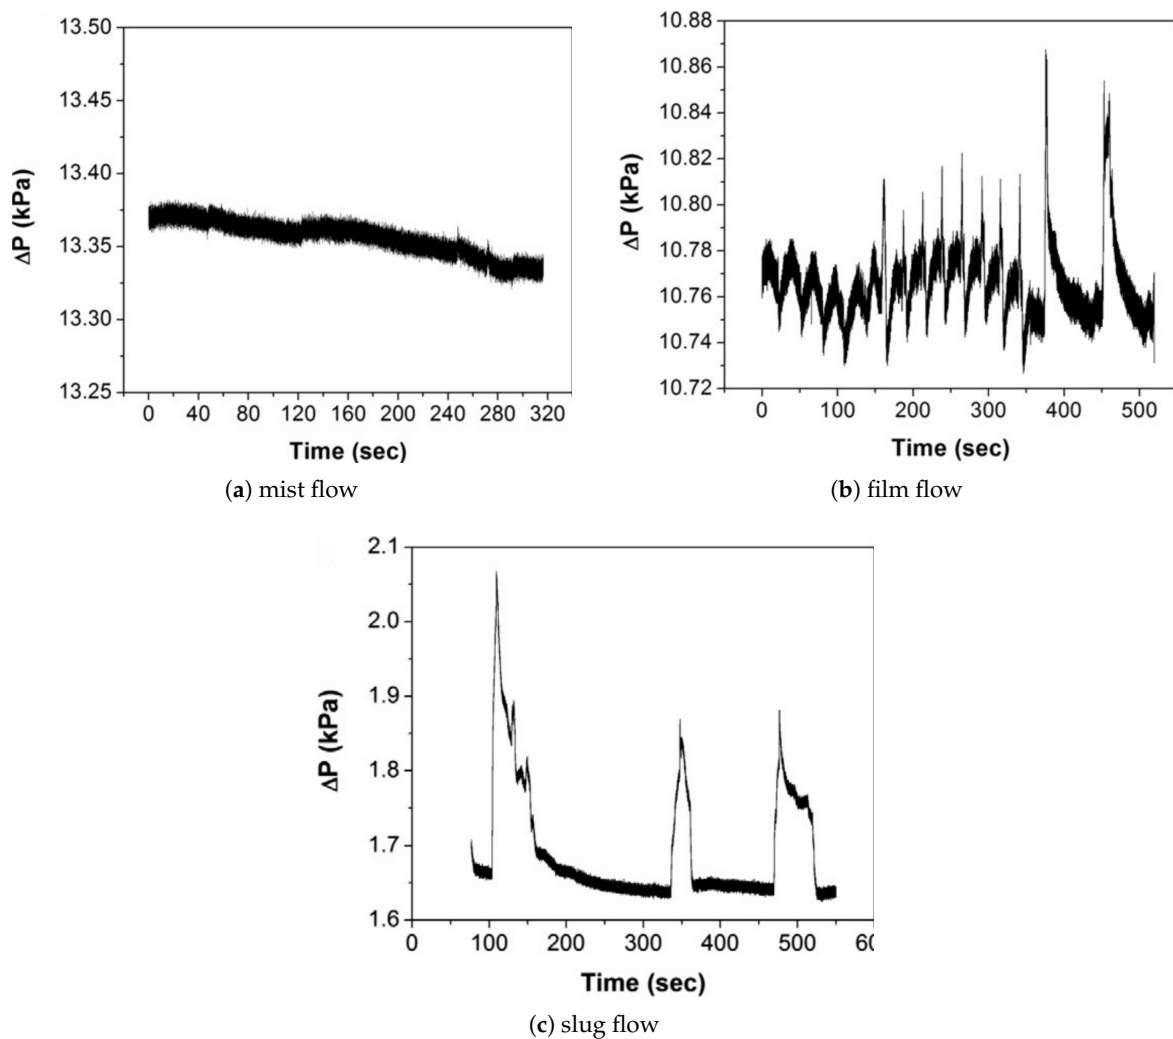 13.50
13.45
13.40
13.35
13.30
13.25
ΔP (kPa)
0 40 80 120 160 200 240 280 320
Time (sec)
(a) mist flow
10.88
10.86
10.84
10.82
10.80
10.78
10.76
10.74
10.72
ΔP (kPa)
0 100 200 300 400 500
Time (sec)
(b) film flow
2.1
2.0
1.9
1.8
1.7
1.6
ΔP (kPa)
0 100 200 300 400 500
Time (sec)
(c) slug flow